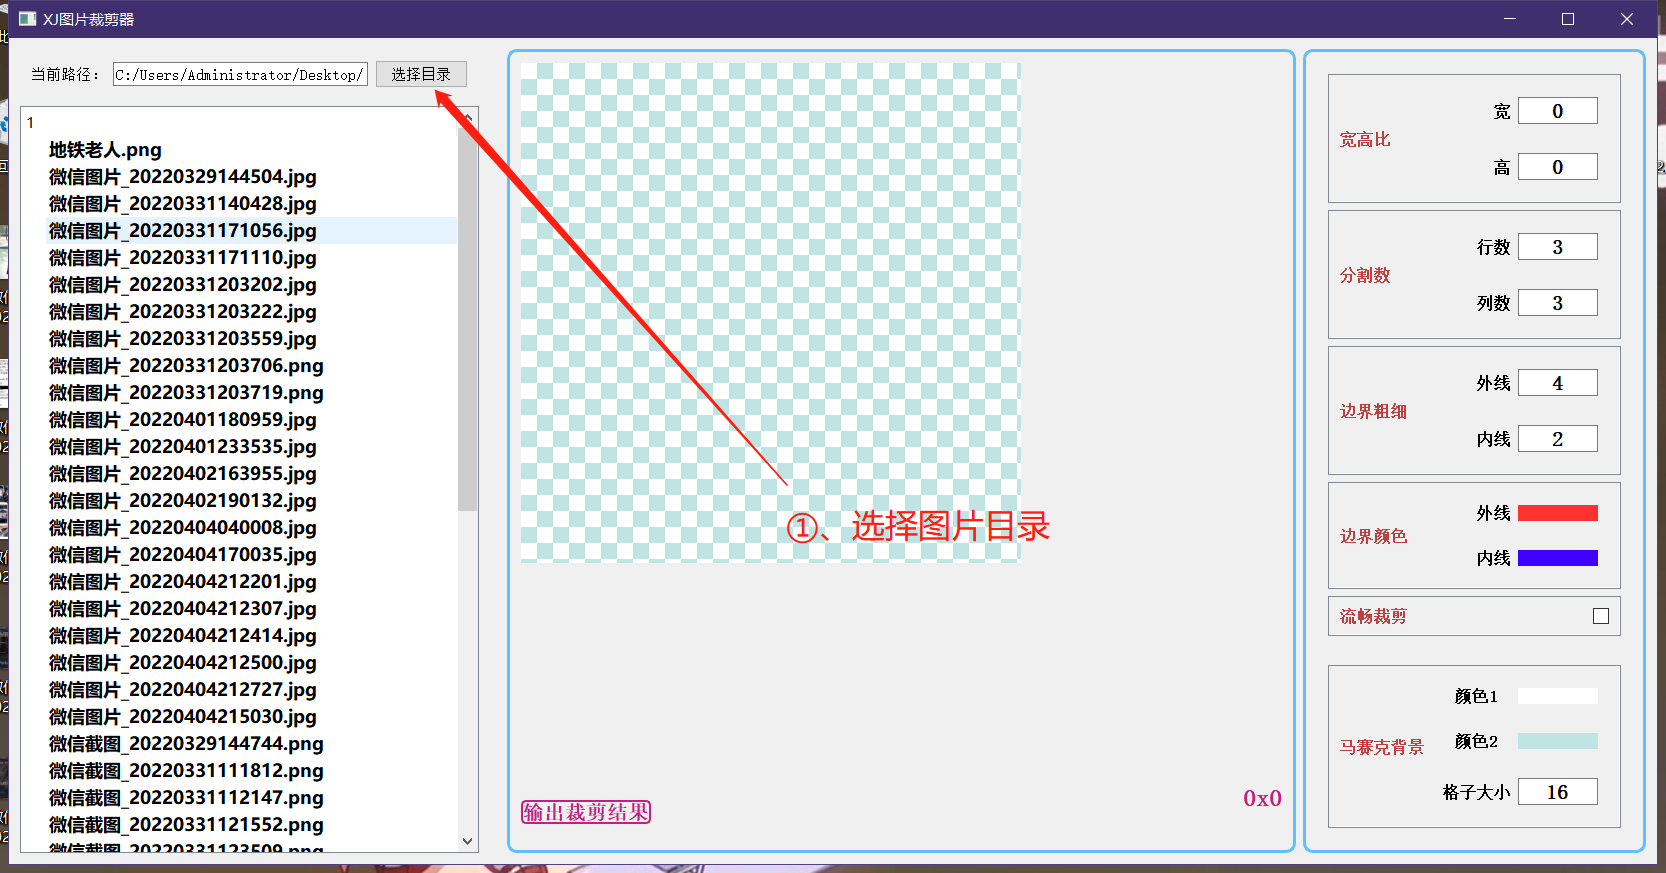 XJ图片裁剪器
当前路径： C:/Users/Administrator/Desktop/ 选择目录
1
地铁老人.png
微信图片_20220329144504.jpg
微信图片_20220331140428.jpg
微信图片_20220331171056.jpg
微信图片_20220331171110.jpg
微信图片_20220331203202.jpg
微信图片_20220331203222.jpg
微信图片_20220331203559.jpg
微信图片_20220331203706.png
微信图片_20220331203719.png
微信图片_20220401180959.jpg
微信图片_20220401233535.jpg
微信图片_20220402163955.jpg
微信图片_20220402190132.jpg
微信图片_20220404040008.jpg
微信图片_20220404170035.jpg
微信图片_20220404212201.jpg
微信图片_20220404212307.jpg
微信图片_20220404212414.jpg
微信图片_20220404212500.jpg
微信图片_20220404212727.jpg
微信图片_20220404215030.jpg
微信截图_20220329144744.png
微信截图_20220331111812.png
微信截图_20220331112147.png
微信截图_20220331121552.png
微信截图_20220331123509.png
①、选择图片目录
输出裁剪结果
0x0
宽高比
宽 0
高 0
分割数
行数 3
列数 3
边界粗细
外线 4
内线 2
边界颜色
外线
内线
流畅裁剪
马赛克背景
颜色1
颜色2
格子大小 16